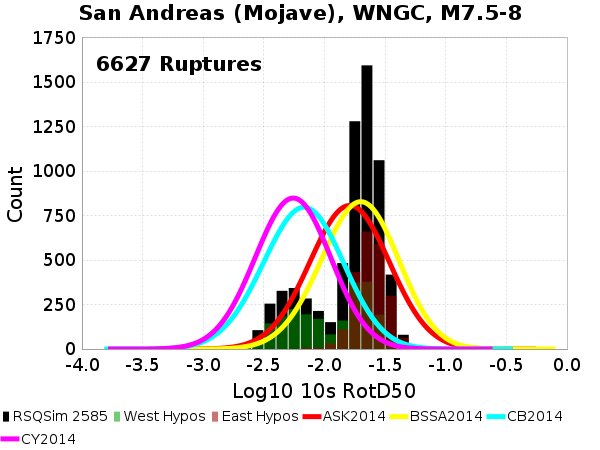 San Andreas (Mojave), WNGC, M7.5-8
6627 Ruptures
Count
1750
1500
1250
1000
750
500
250
0
-4.0 -3.5 -3.0 -2.5 -2.0 -1.5 -1.0 -0.5 0.0
Log10 10s RotD50
RSQSim 2585 West Hypos East Hypos ASK2014 BSSA2014 CB2014
CY2014